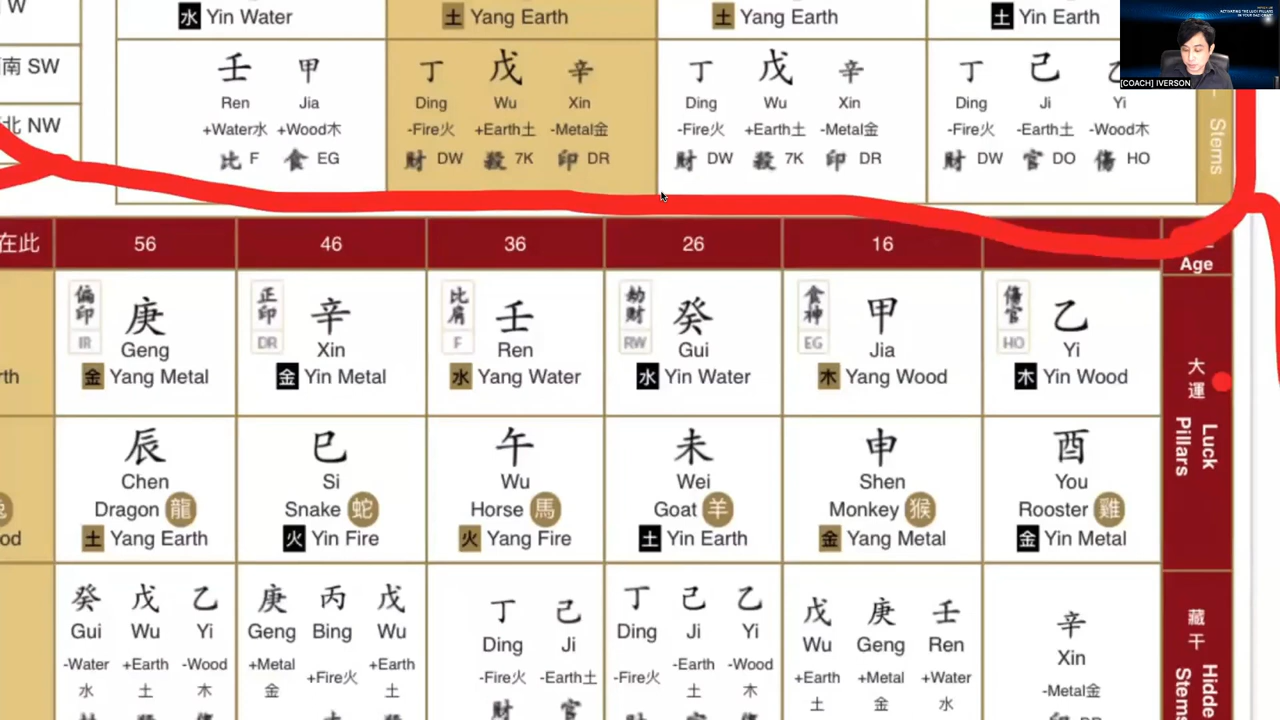 水 Yin Water
土 Yang Earth
土 Yang Earth
土 Yin Earth
南 SW
北 NW
壬 甲
Ren Jia
+Water水 +Wood木
比 F 食 EG
丁 戊 辛
Ding Wu Xin
-Fire火 +Earth土 -Metal金
財 DW 殺 7K 印 DR
丁 戊 辛
Ding Wu Xin
-Fire火 +Earth土 -Metal金
財 DW 殺 7K 印 DR
丁 己 乙
Ding Ji Yi
-Fire火 -Earth土 -Wood木
財 DW 官 DO 傷 HO
Stems
[COACH] IVERSON
在此 56 46 36 26 16
Age
偏印 IR
庚
Geng
金 Yang Metal
正印 DR
辛
Xin
金 Yin Metal
比肩 F
壬
Ren
水 Yang Water
劫財 RW
癸
Gui
水 Yin Water
食神 EG
甲
Jia
木 Yang Wood
傷官 HO
乙
Yi
木 Yin Wood
大運
Luck
Pillars
辰
Chen
Dragon 龍
土 Yang Earth
巳
Si
Snake 蛇
火 Yin Fire
午
Wu
Horse 馬
火 Yang Fire
未
Wei
Goat 羊
土 Yin Earth
申
Shen
Monkey 猴
金 Yang Metal
酉
You
Rooster 雞
金 Yin Metal
癸 戊 乙
Gui Wu Yi
-Water +Earth -Wood
水 土 木
庚 丙 戊
Geng Bing Wu
+Metal +Fire火 +Earth
金 土
丁 己
Ding Ji
-Fire火 -Earth土
財 官
丁 己 乙
Ding Ji Yi
-Fire火 -Earth -Wood
土 木
戊 庚 壬
Wu Geng Ren
+Earth +Metal +Water
土 金 水
辛
Xin
-Metal金
藏干
Hidde
Stems